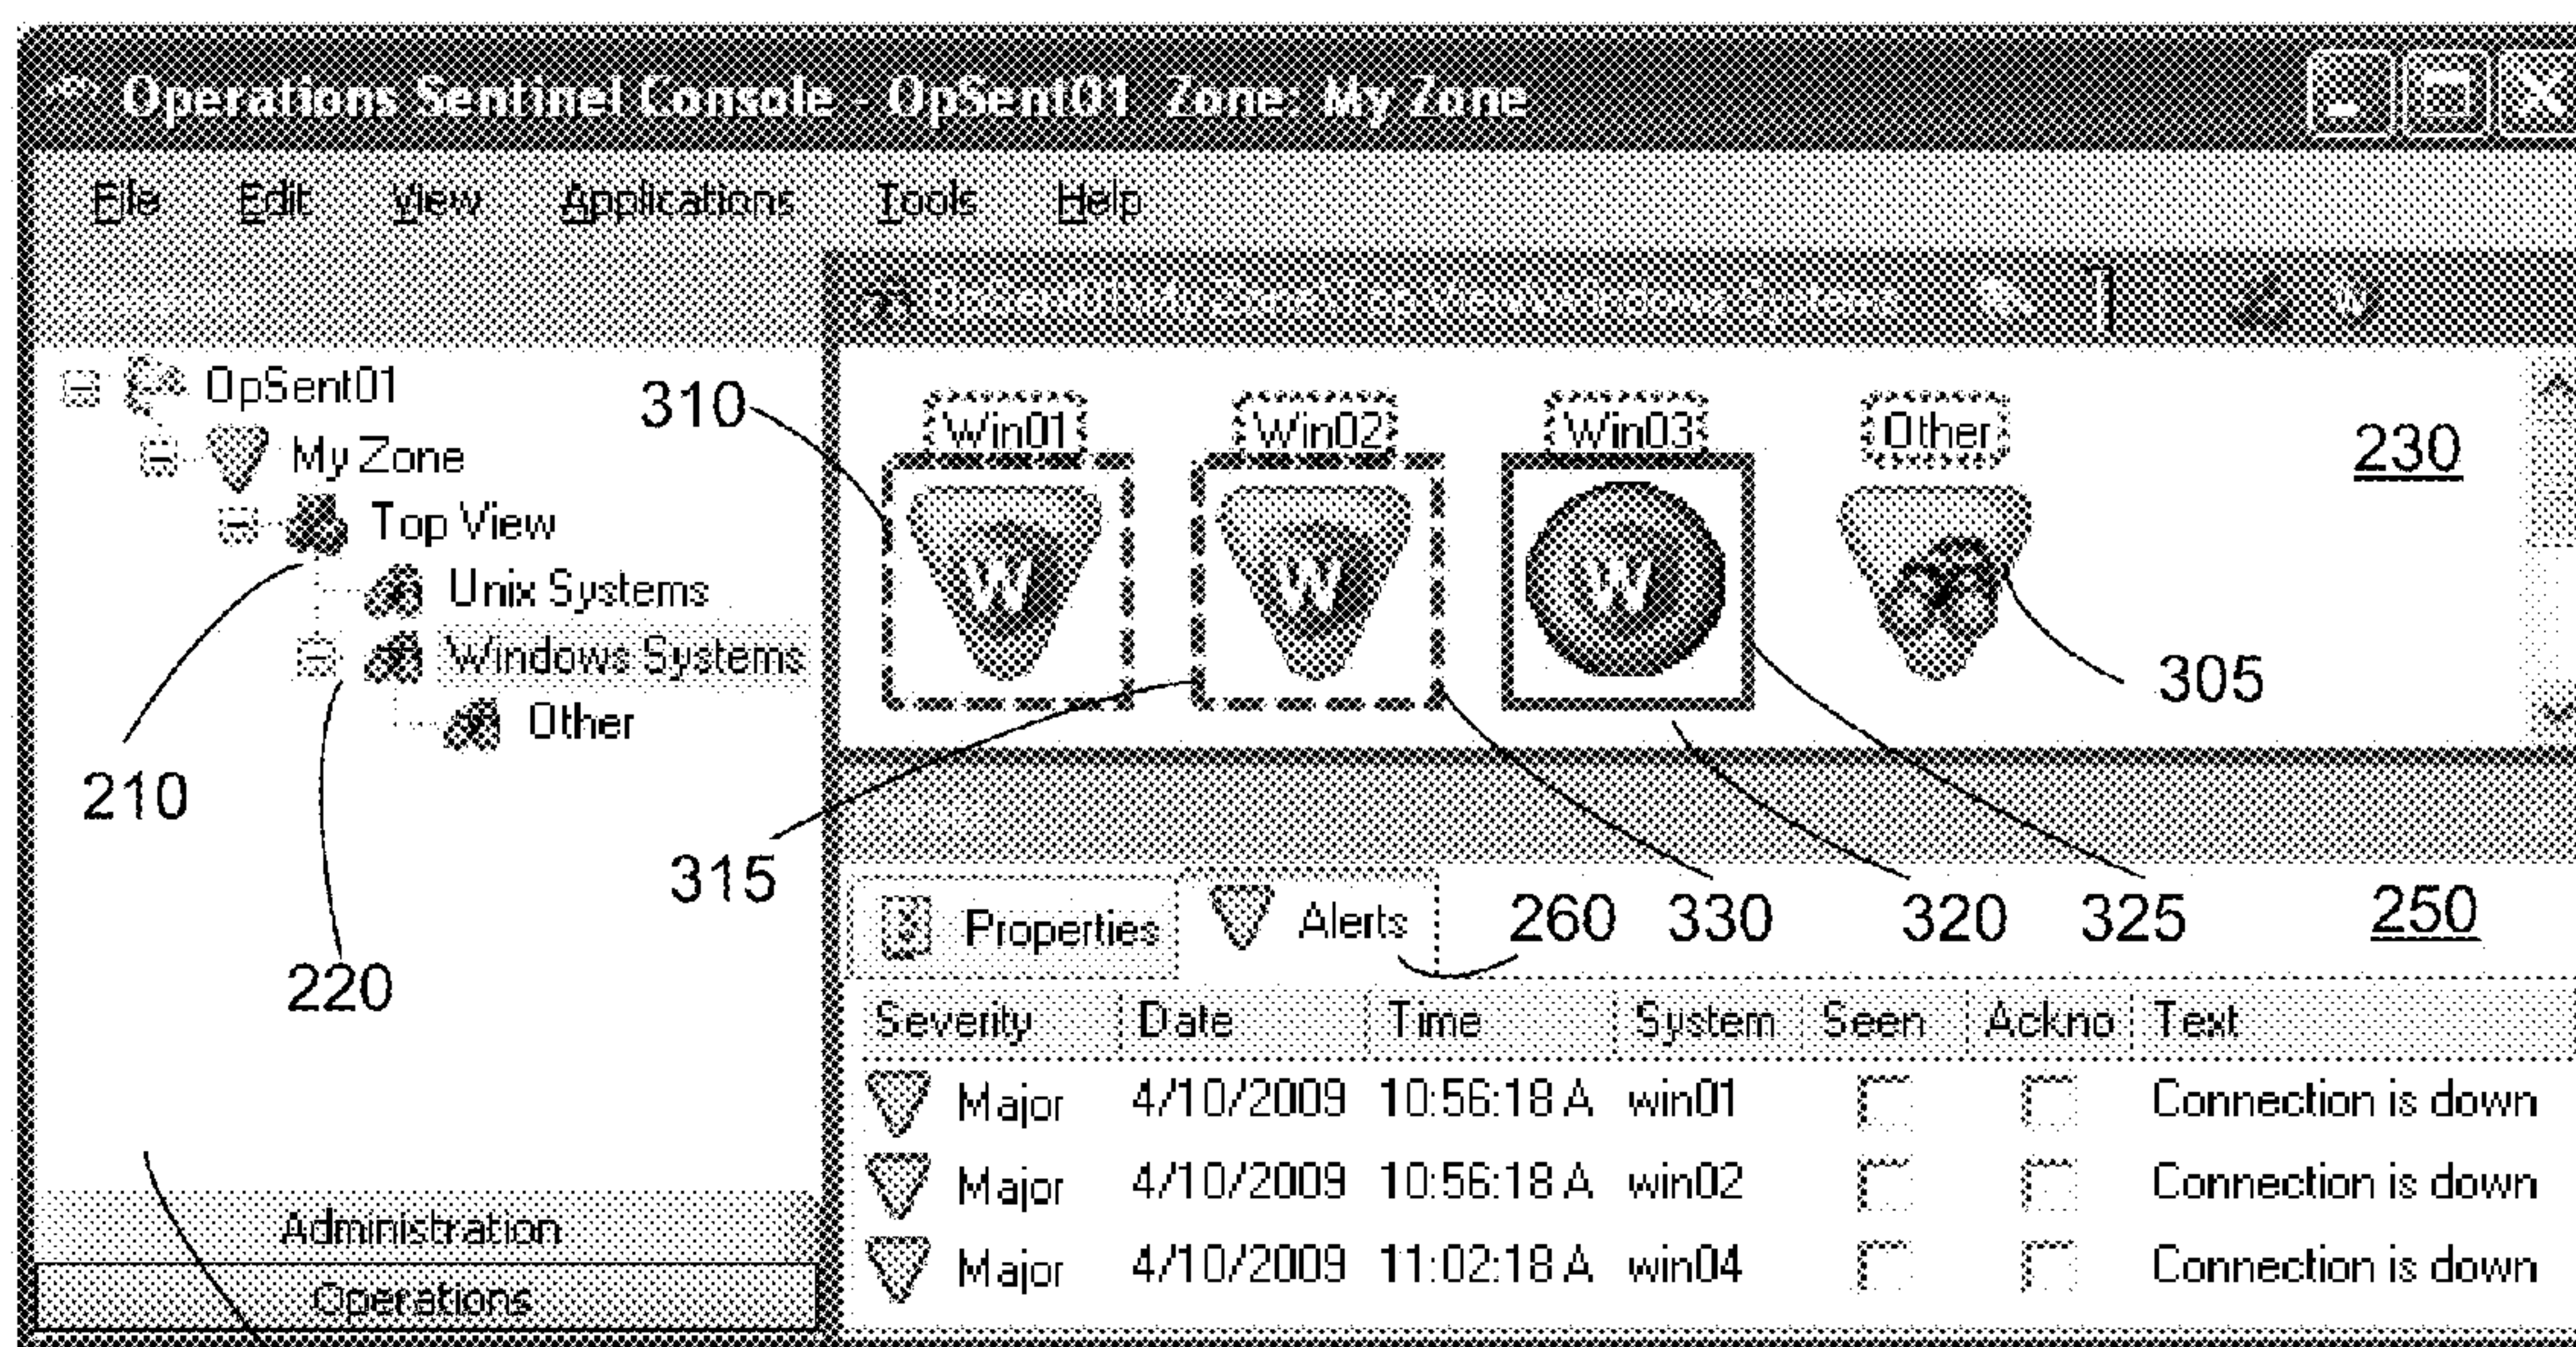 Operations Sentinel Console - OpSent01 Zone: My Zone
File Edit View Applications Tools Help
OpSent01
My Zone
Top View
Unix Systems
Windows Systems
Other
210
220
Administration
Operations
310
Win01 Win02 Win03 Other
W W W
230
305
315
Properties Alerts
260 330 320 325 250
Severity Date Time System Seen Ackno Text
Major 4/10/2009 10:56:18 A win01 Connection is down
Major 4/10/2009 10:56:18 A win02 Connection is down
Major 4/10/2009 11:02:18 A win04 Connection is down